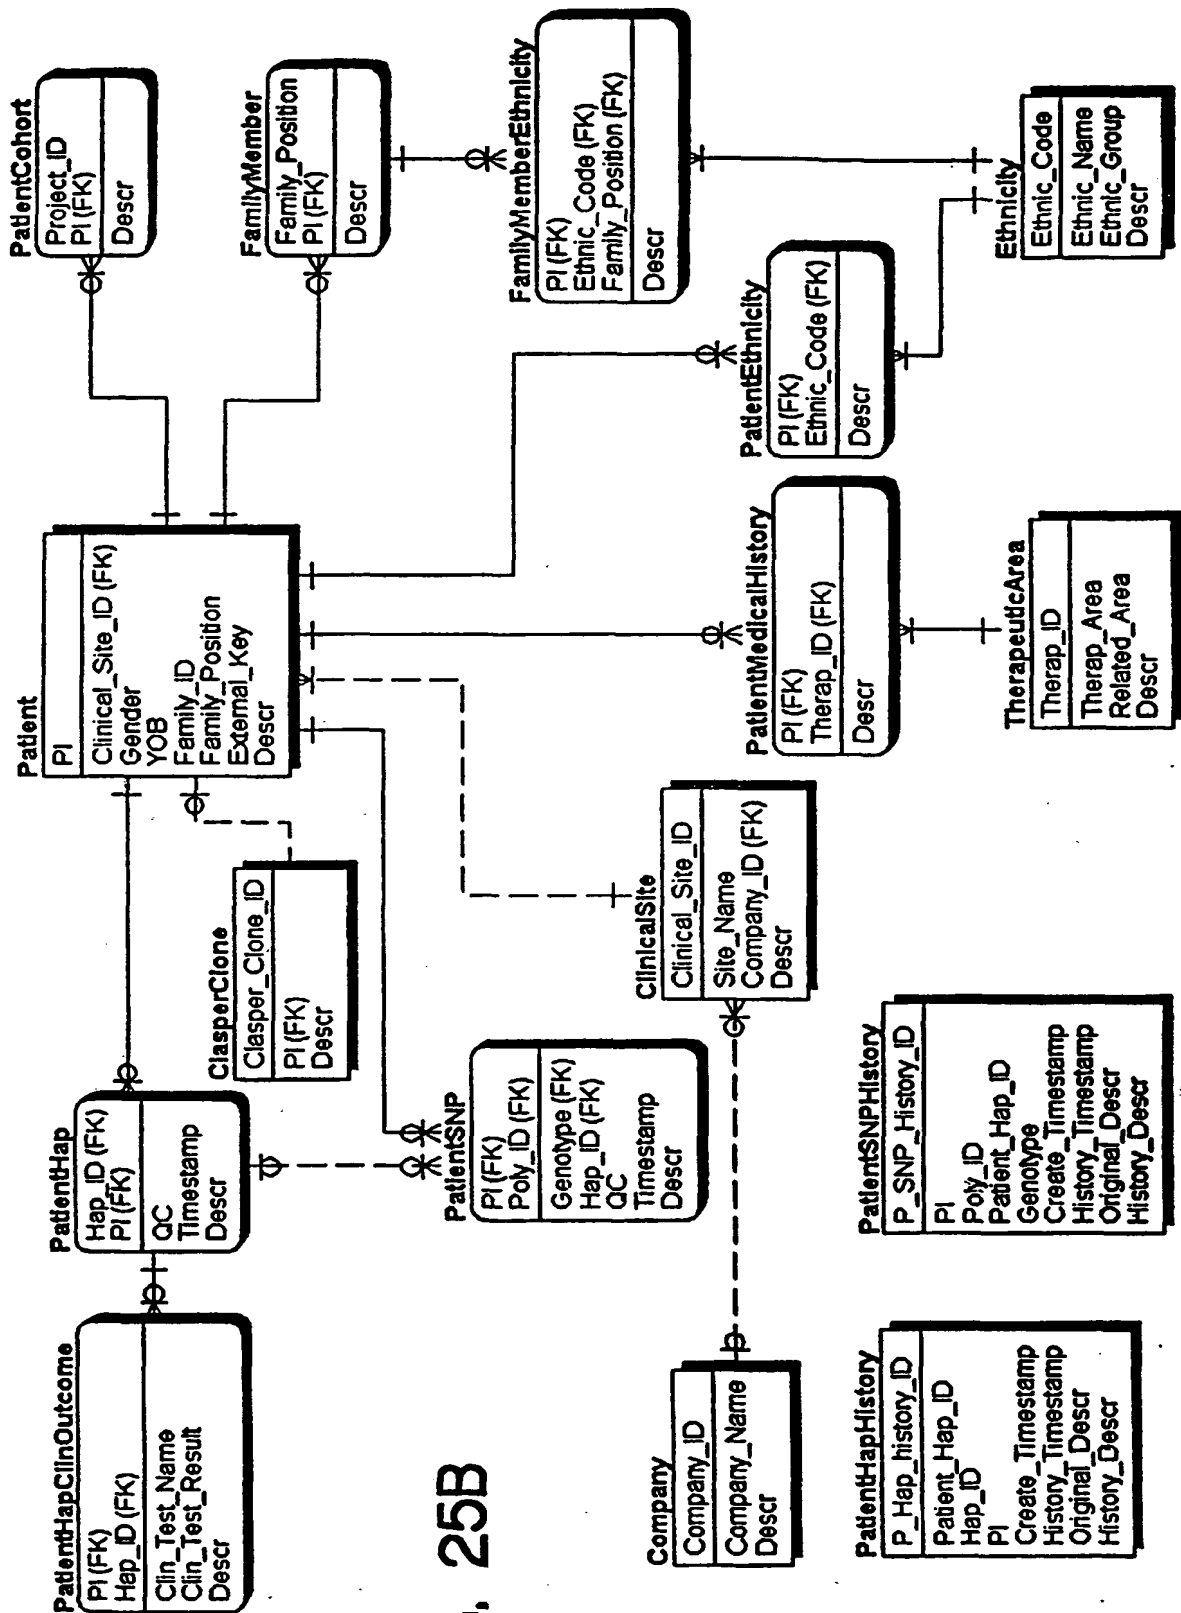 PatientHapClinOutcome
PI (FK)
Hap_ID (FK)
Clin_Test_Name
Clin_Test_Result
Descr
PatientHap
Hap_ID (FK)
PI (FK)
QC
Timestamp
Descr
Patient
PI
Clinical_Site_ID (FK)
Gender
YOB
Family_ID
Family_Position
External_Key
Descr
PatientCohort
Project_ID
PI (FK)
Descr
FamilyMember
Family_Position
PI (FK)
Descr
ClasperClone
Clasper_Clone_ID
PI (FK)
Descr
PatientSNP
PI (FK)
Poly_ID (FK)
Genotype (FK)
Hap_ID (FK)
QC
Timestamp
Descr
25B
FamilyMemberEthnicity
PI (FK)
Ethnic_Code (FK)
Family_Position (FK)
Descr
ClinicalSite
Clinical_Site_ID
Site_Name
Company_ID (FK)
Descr
PatientMedicalHistory
PI (FK)
Therap_ID (FK)
Descr
PatientEthnicity
PI (FK)
Ethnic_Code (FK)
Descr
Company
Company_ID
Company_Name
Descr
PatientHapHistory
P_Hap_history_ID
Patient_Hap_ID
Hap_ID
PI
Create_Timestamp
History_Timestamp
Original_Descr
History_Descr
PatientSNPHistory
P_SNP_History_ID
PI
Poly_ID
Patient_Hap_ID
Genotype
Create_Timestamp
History_Timestamp
Original_Descr
History_Descr
TherapeuticArea
Therap_ID
Therap_Area
Related_Area
Descr
Ethnicity
Ethnic_Code
Ethnic_Name
Ethnic_Group
Descr